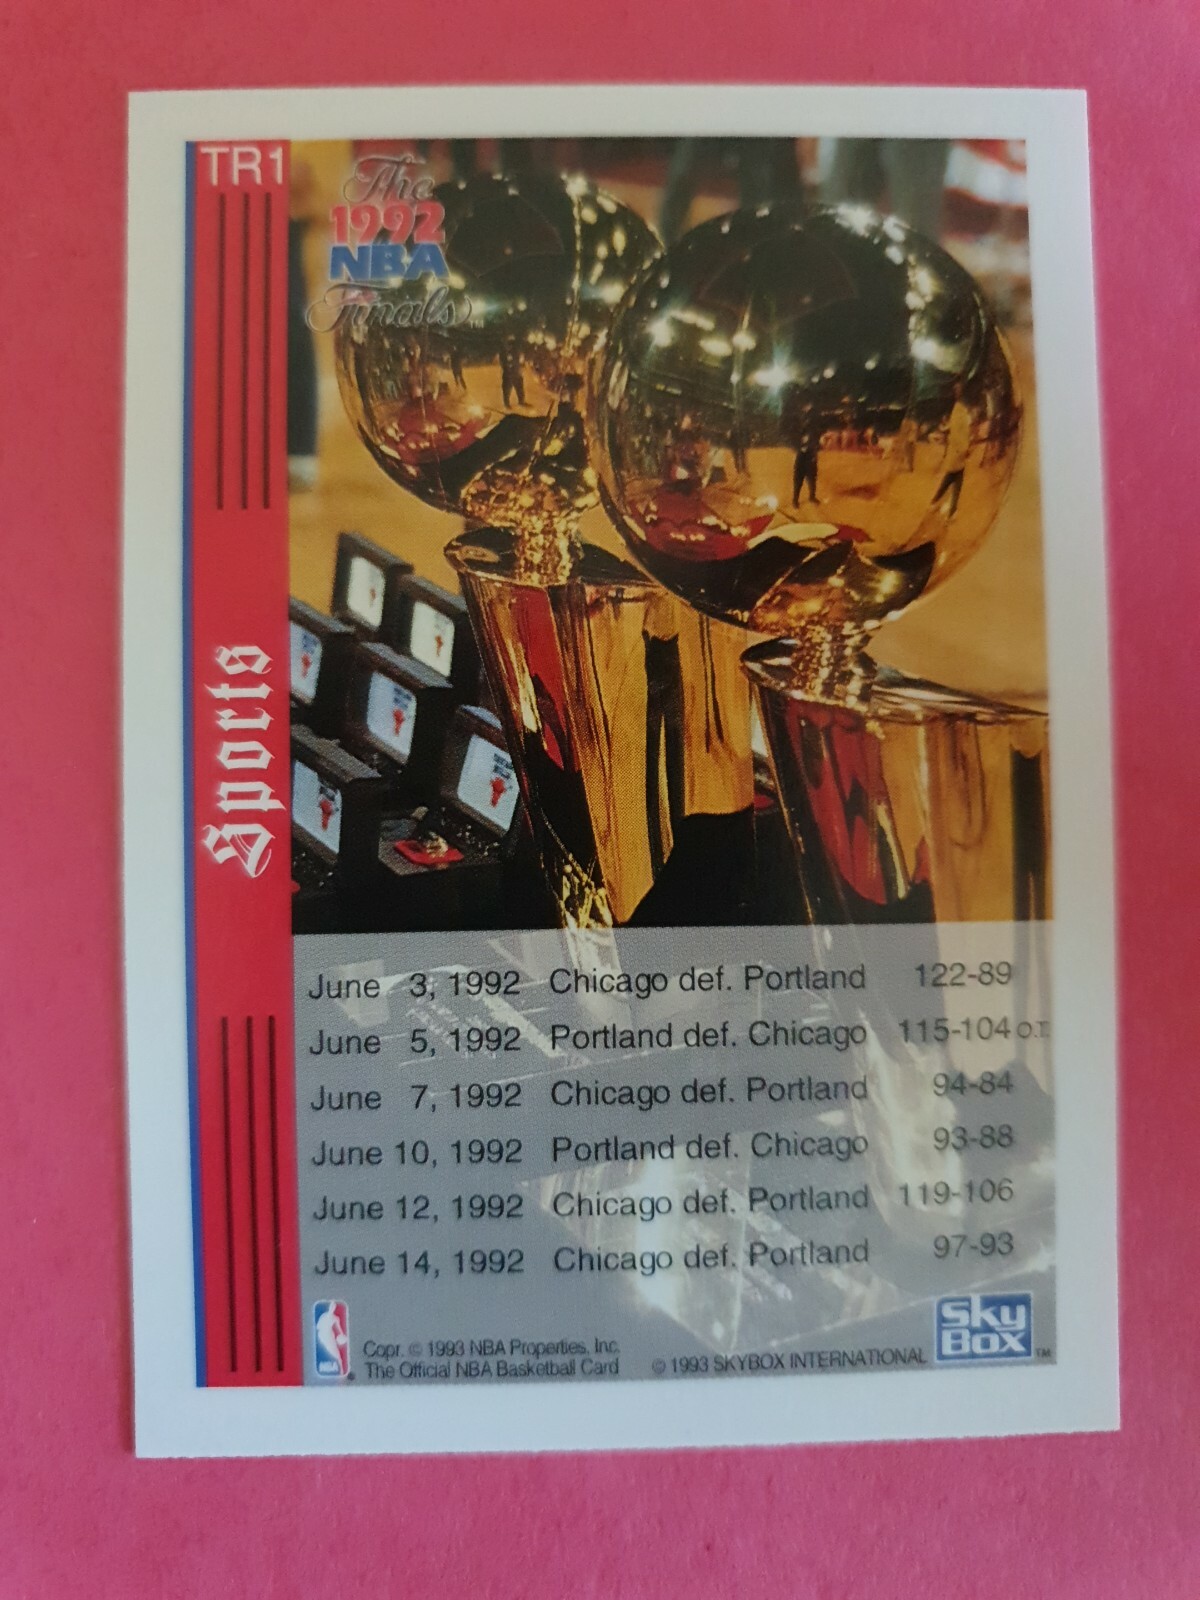 TR1
The
1992
NBA
Finals™
Sports
June 3, 1992 Chicago def. Portland 122-89
June 5, 1992 Portland def. Chicago 115-104 O.T.
June 7, 1992 Chicago def. Portland 94-84
June 10, 1992 Portland def. Chicago 93-88
June 12, 1992 Chicago def. Portland 119-106
June 14, 1992 Chicago def. Portland 97-93
NBA
Copr. © 1993 NBA Properties, Inc.
The Official NBA Basketball Card
© 1993 SKYBOX INTERNATIONAL
Sky
Box™